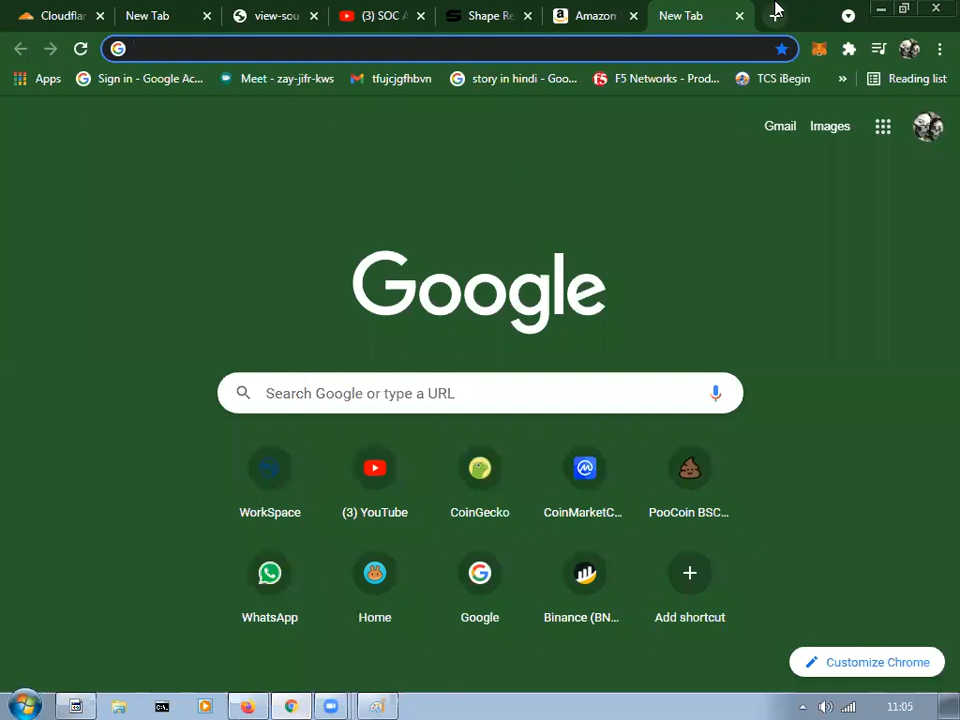 Cloudflar
New Tab
view-sou
(3) SOC A
Shape Re
Amazon
New Tab
Apps
Sign in - Google Ac...
Meet - zay-jifr-kws
tfujcjgfhbvn
story in hindi - Goo...
F5 Networks - Prod...
TCS iBegin
»
Reading list
Gmail
Images
Google
Search Google or type a URL
WorkSpace
(3) YouTube
CoinGecko
CoinMarketC...
PooCoin BSC...
WhatsApp
Home
Google
Binance (BN...
Add shortcut
Customize Chrome
11:05